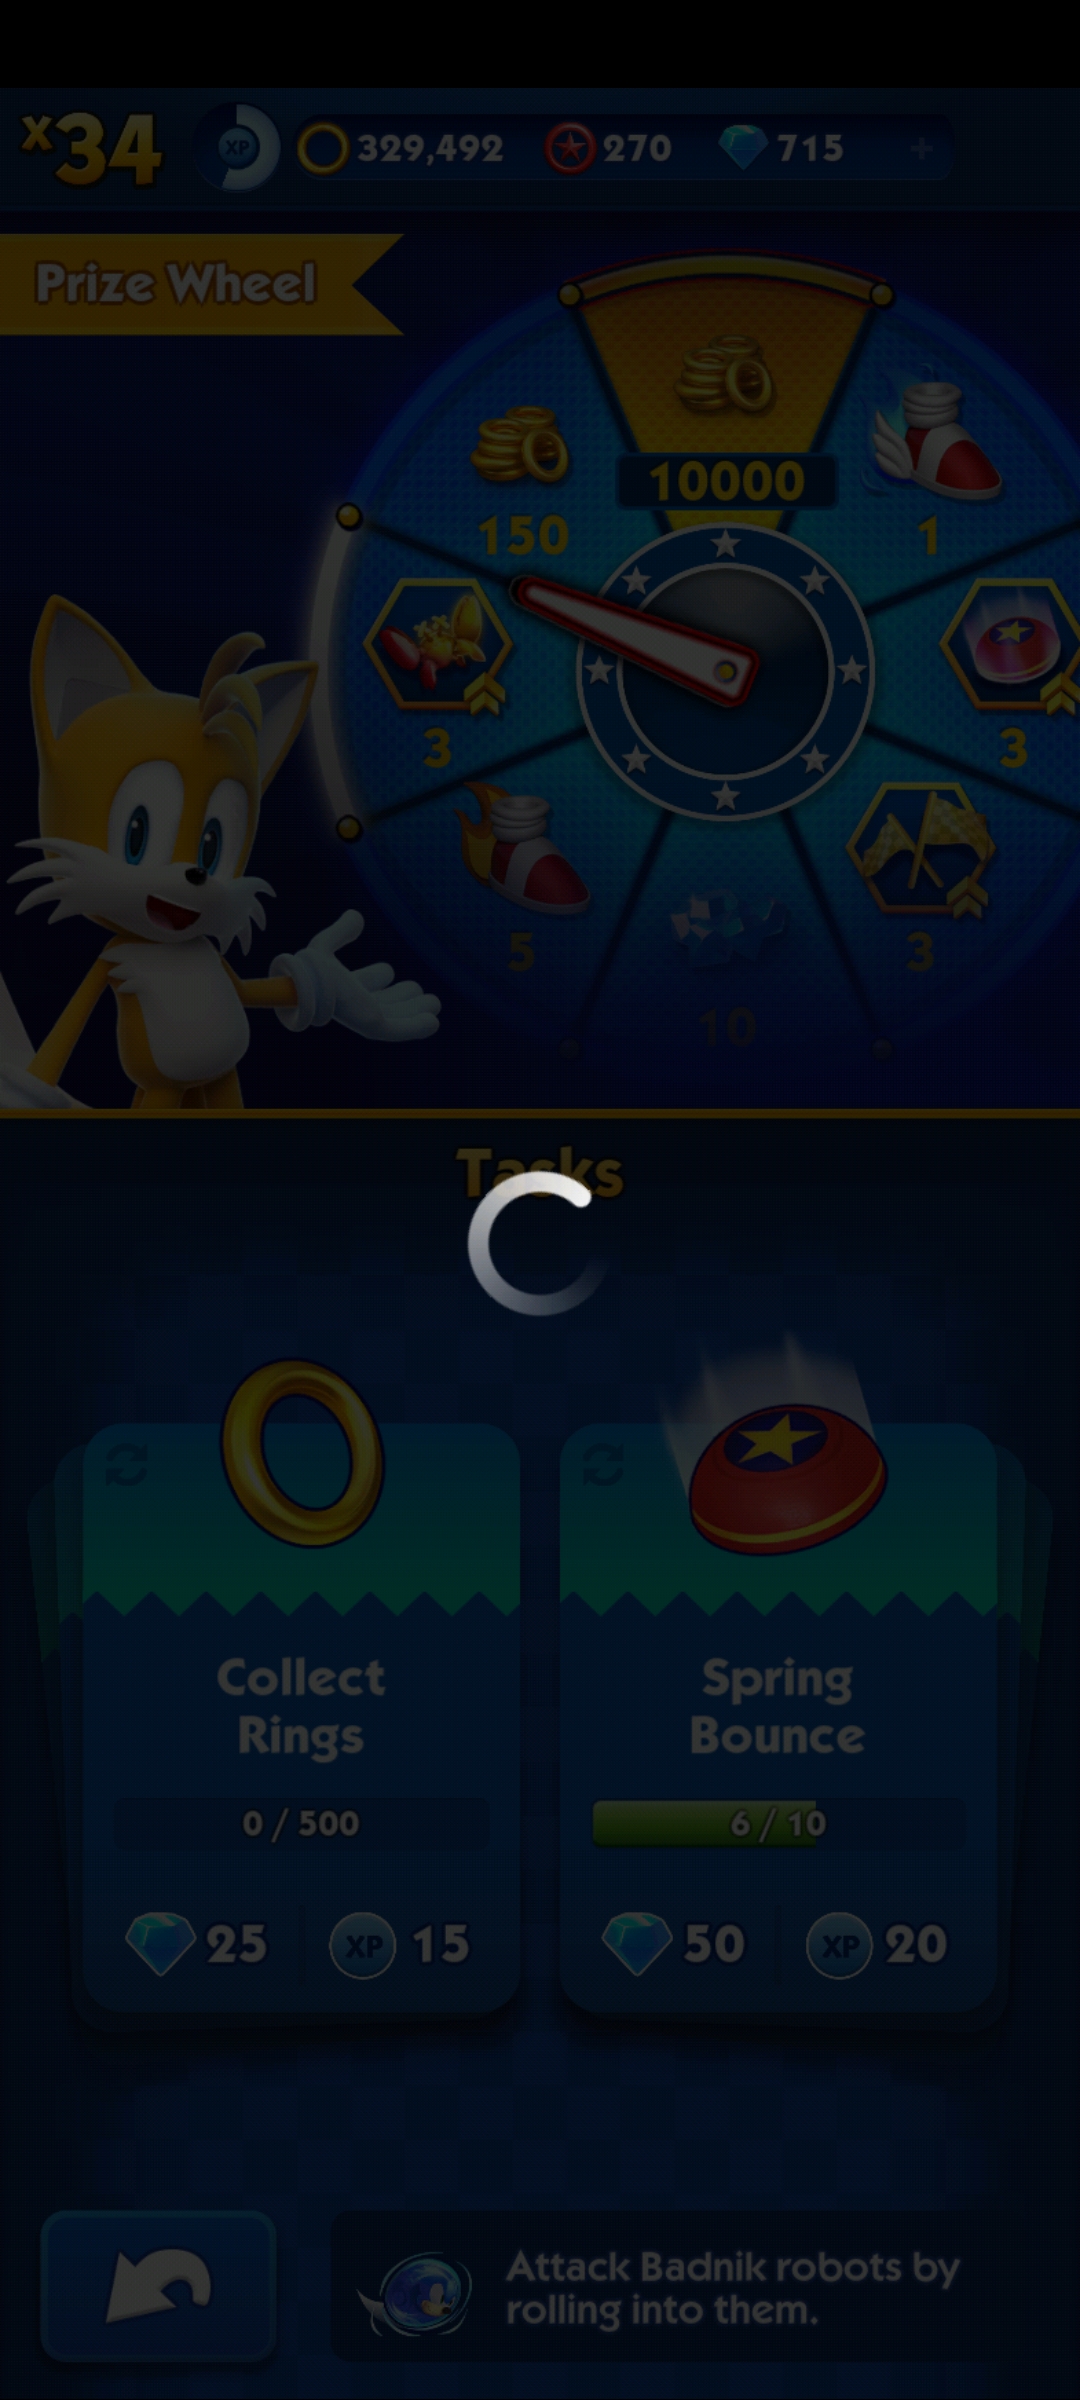 x34
XP
329,492
270
715
+
Prize Wheel
10000
150
1
3
3
5
3
10
Tasks
Collect
Rings
0 / 500
25
XP
15
Spring
Bounce
6 / 10
50
XP
20
Attack Badnik robots by
rolling into them.